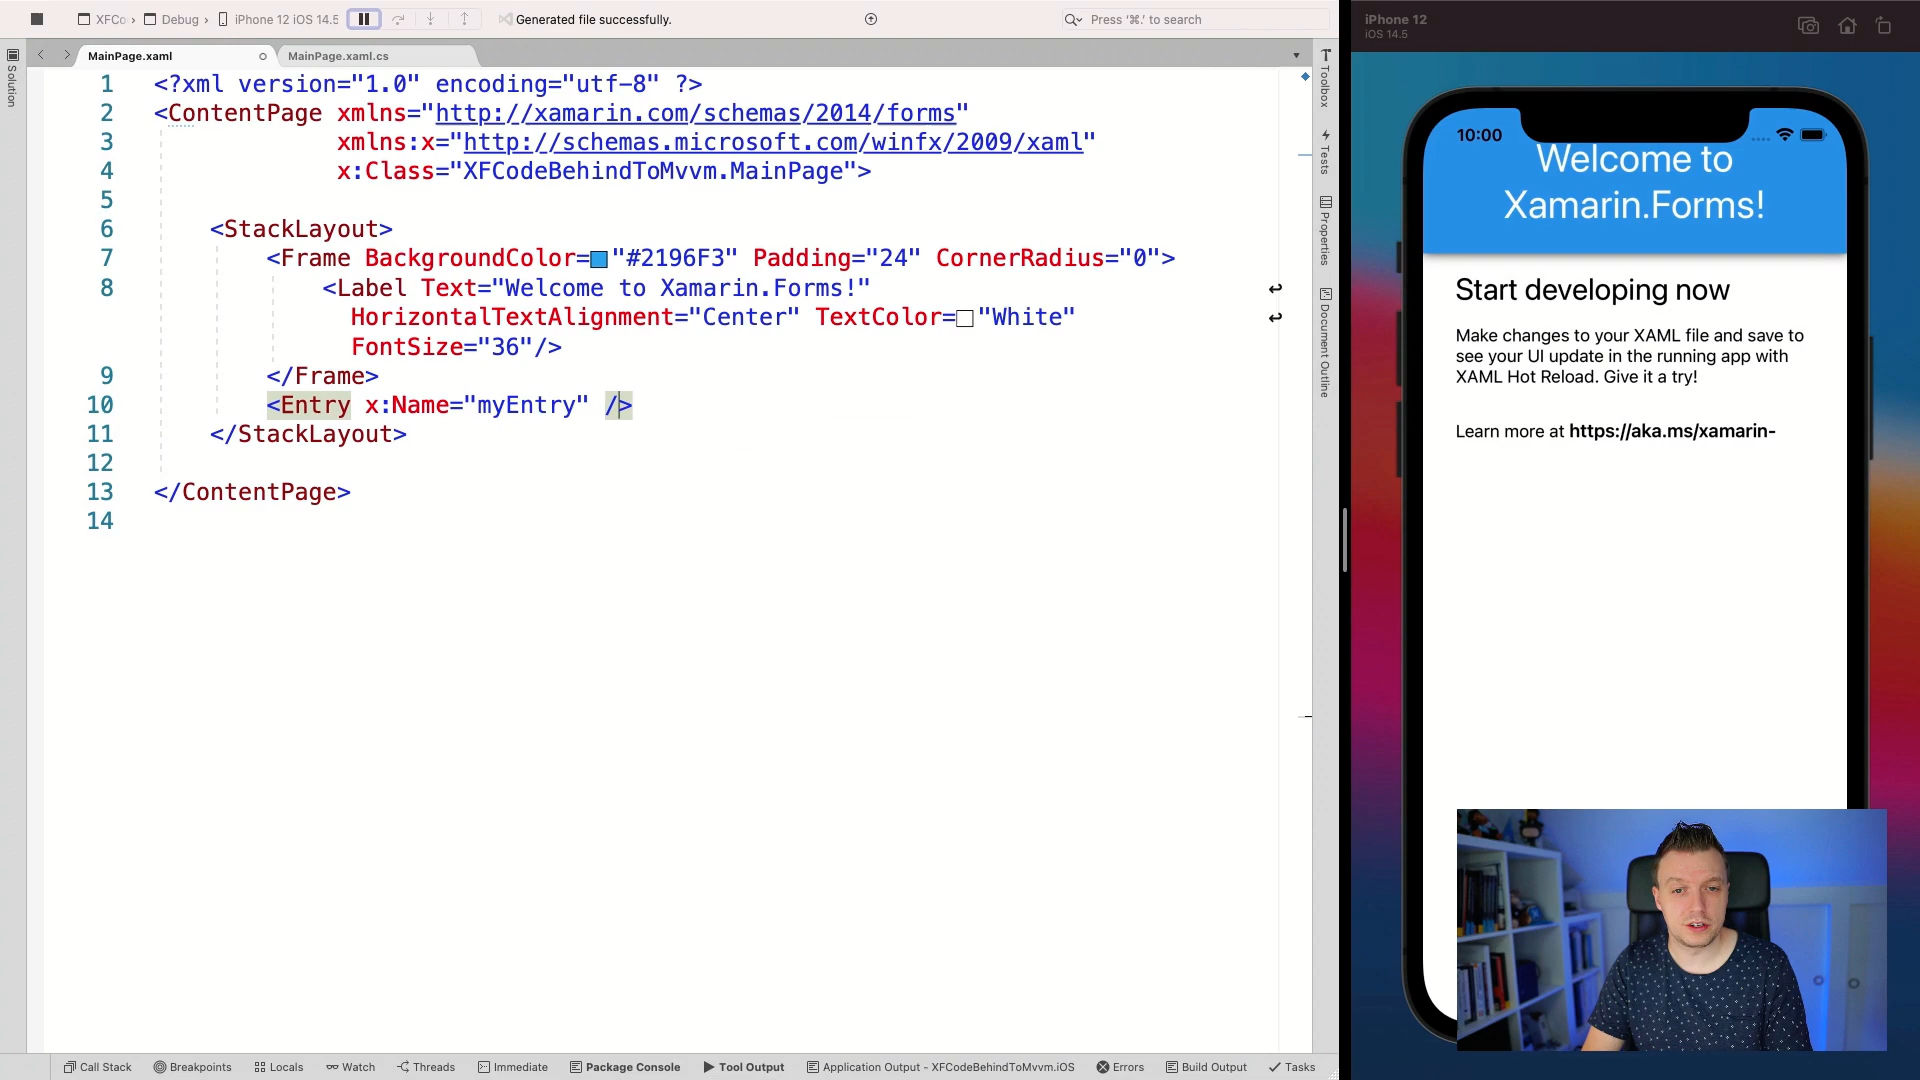 XFCo
Debug
iPhone 12 iOS 14.5
Generated file successfully.
Press '⌘.' to search
MainPage.xaml
MainPage.xaml.cs
Solution
1 <?xml version="1.0" encoding="utf-8" ?>
2 <ContentPage xmlns="http://xamarin.com/schemas/2014/forms"
3 xmlns:x="http://schemas.microsoft.com/winfx/2009/xaml"
4 x:Class="XFCodeBehindToMvvm.MainPage">
5
6 <StackLayout>
7 <Frame BackgroundColor="#2196F3" Padding="24" CornerRadius="0">
8 <Label Text="Welcome to Xamarin.Forms!"
HorizontalTextAlignment="Center" TextColor="White"
FontSize="36"/>
9 </Frame>
10 <Entry x:Name="myEntry" />
11 </StackLayout>
12
13 </ContentPage>
14
Toolbox
Tests
Properties
Document Outline
Call Stack
Breakpoints
Locals
Watch
Threads
Immediate
Package Console
Tool Output
Application Output - XFCodeBehindToMvvm.iOS
Errors
Build Output
Tasks
iPhone 12
iOS 14.5
10:00
Welcome to
Xamarin.Forms!
Start developing now
Make changes to your XAML file and save to
see your UI update in the running app with
XAML Hot Reload. Give it a try!
Learn more at https://aka.ms/xamarin-